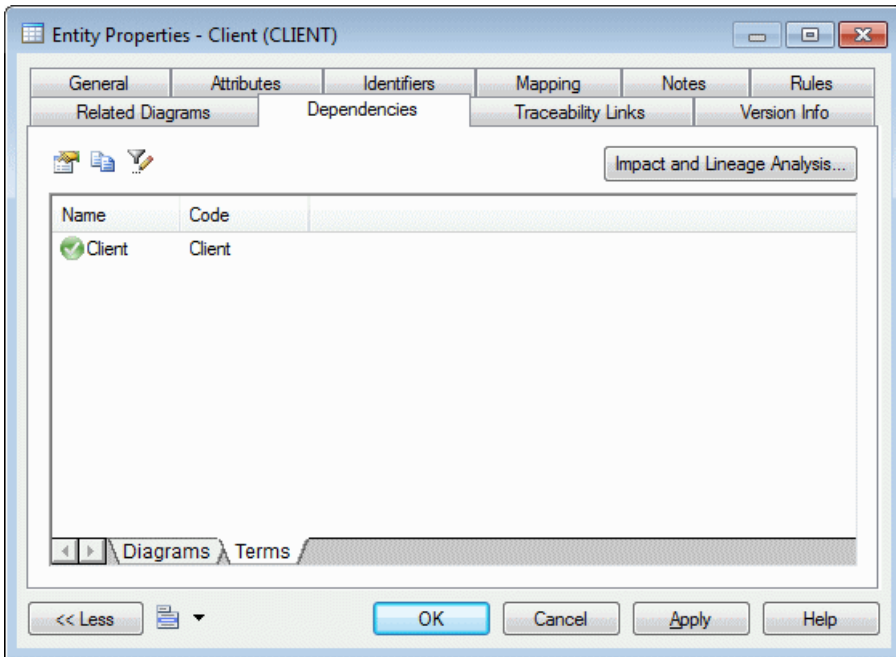 Entity Properties - Client (CLIENT)
General Attributes Identifiers Mapping Notes Rules
Related Diagrams Dependencies Traceability Links Version Info
Impact and Lineage Analysis...
Name Code
Client Client
Diagrams Terms
<< Less OK Cancel Apply Help